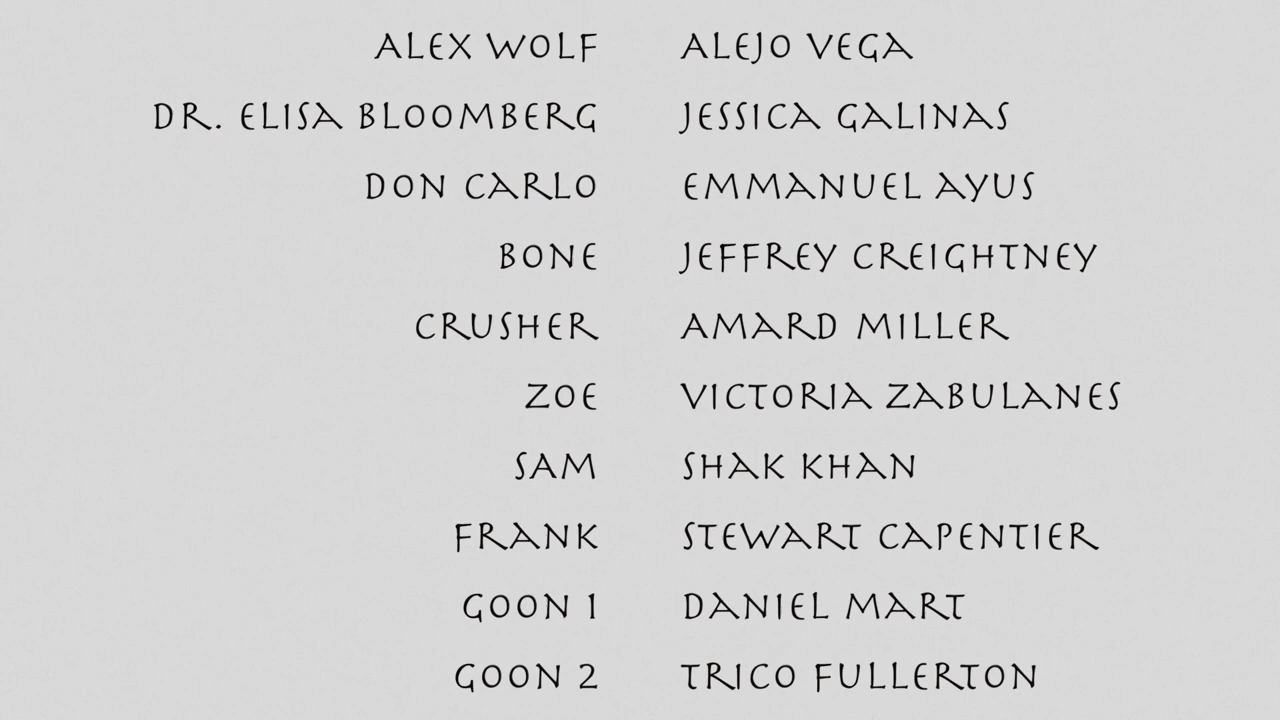 ALEX WOLF ALEJO VEGA
DR. ELISA BLOOMBERG JESSICA GALINAS
DON CARLO EMMANUEL AYUS
BONE JEFFREY CREIGHTNEY
CRUSHER AMARD MILLER
ZOE VICTORIA ZABULANES
SAM SHAK KHAN
FRANK STEWART CAPENTIER
GOON 1 DANIEL MART
GOON 2 TRICO FULLERTON